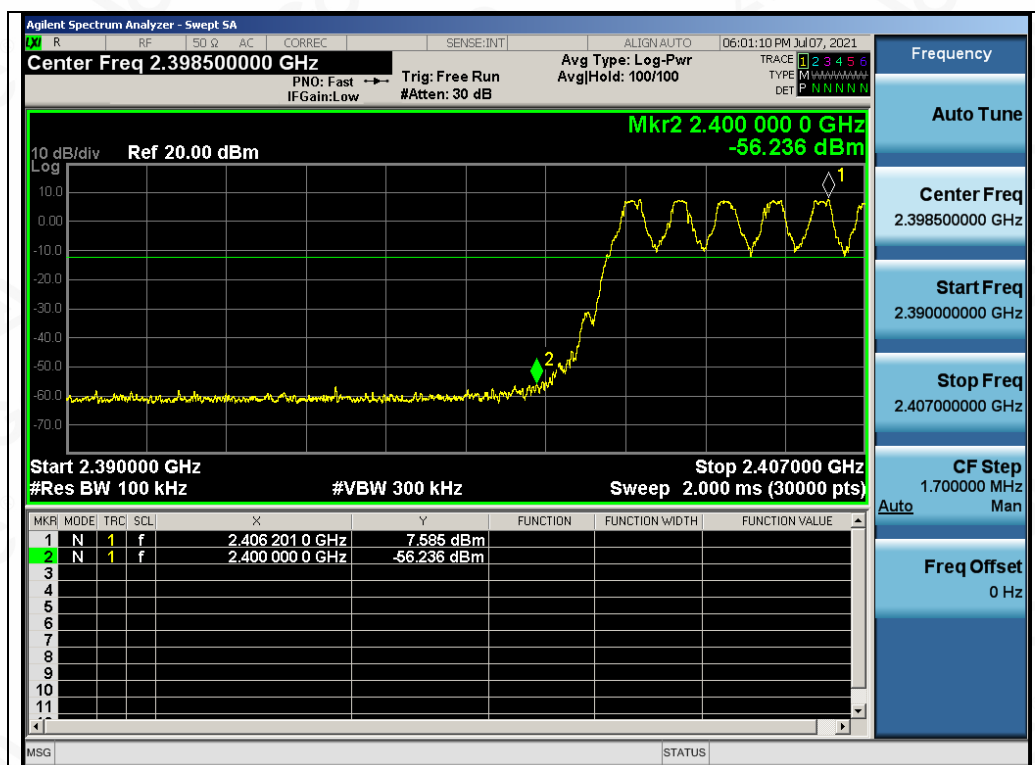 Agilent Spectrum Analyzer - Swept SA
LXI R RF 50 Ω AC CORREC SENSE:INT ALIGN AUTO 06:01:10 PM Jul 07, 2021
Center Freq 2.398500000 GHz
PNO: Fast
IFGain:Low
Trig: Free Run
#Atten: 30 dB
Avg Type: Log-Pwr
Avg|Hold: 100/100
TRACE 1 2 3 4 5 6
TYPE M
DET P N N N N N
Mkr2 2.400 000 0 GHz
-56.236 dBm
10 dB/div Ref 20.00 dBm
Log
10.0
0.00
-10.0
-20.0
-30.0
-40.0
-50.0
-60.0
-70.0
1
2
Start 2.390000 GHz Stop 2.407000 GHz
#Res BW 100 kHz #VBW 300 kHz Sweep 2.000 ms (30000 pts)
MKR MODE TRC SCL X Y FUNCTION FUNCTION WIDTH FUNCTION VALUE
1 N 1 f 2.406 201 0 GHz 7.585 dBm
2 N 1 f 2.400 000 0 GHz -56.236 dBm
3
4
5
6
7
8
9
10
11
MSG STATUS
Frequency
Auto Tune
Center Freq
2.398500000 GHz
Start Freq
2.390000000 GHz
Stop Freq
2.407000000 GHz
CF Step
1.700000 MHz
Auto Man
Freq Offset
0 Hz